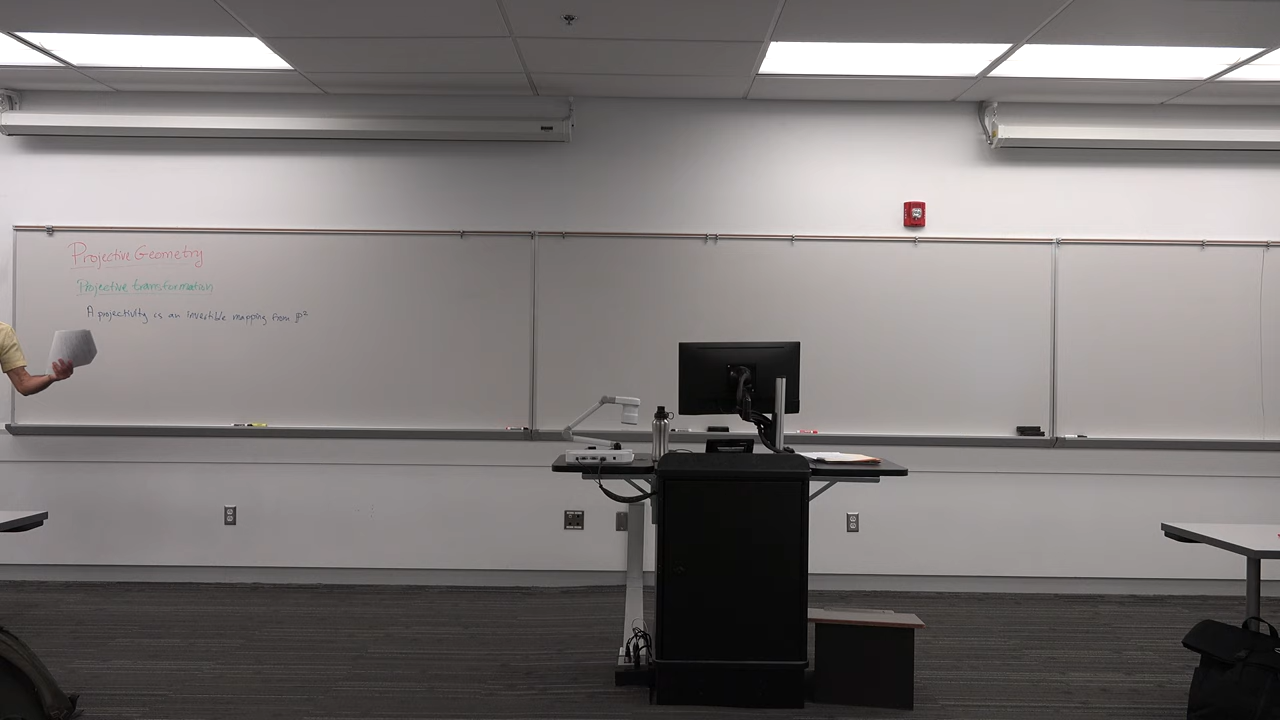 Projective Geometry
Projective transformation
A projectivity is an invertible mapping from P²